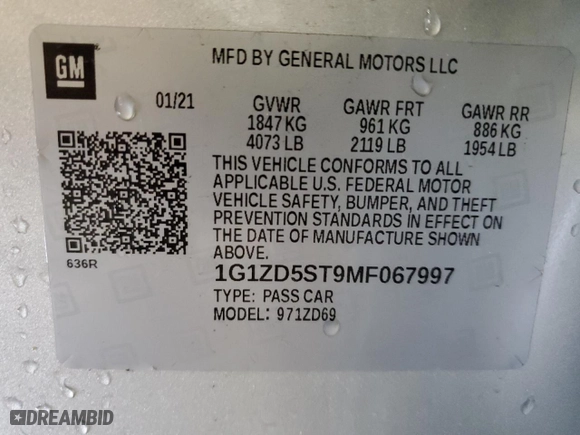 GM
MFD BY GENERAL MOTORS LLC
01/21
GVWR GAWR FRT GAWR RR
1847 KG 961 KG 886 KG
4073 LB 2119 LB 1954 LB
THIS VEHICLE CONFORMS TO ALL
APPLICABLE U.S. FEDERAL MOTOR
VEHICLE SAFETY, BUMPER, AND THEFT
PREVENTION STANDARDS IN EFFECT ON
THE DATE OF MANUFACTURE SHOWN
ABOVE.
636R
1G1ZD5ST9MF067997
TYPE: PASS CAR
MODEL: 971ZD69
DREAMBID